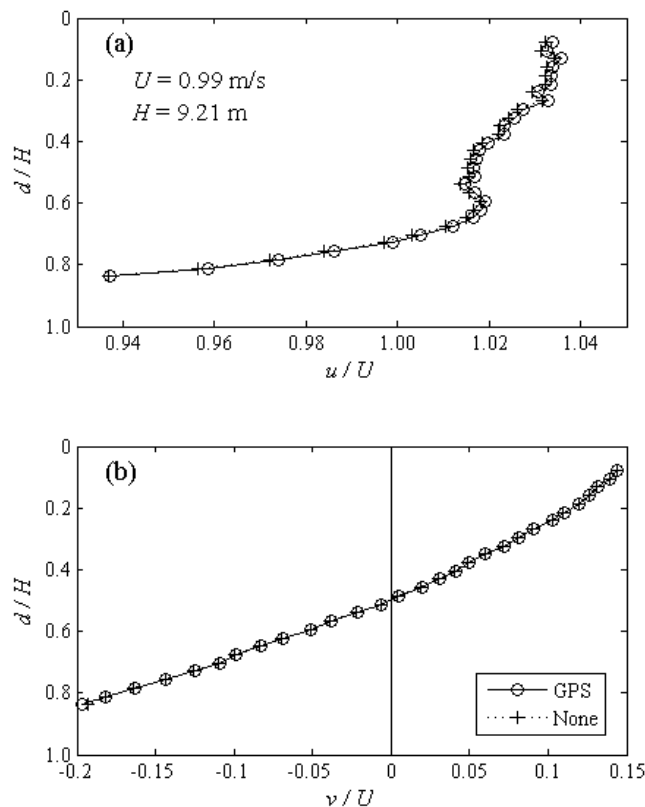 0
(a)
U = 0.99 m/s
0.2
H = 9.21 m
0.4
d / H
0.6
0.8
1.0
0.94 0.96 0.98 1.00 1.02 1.04
u / U
0
(b)
0.2
0.4
d / H
0.6
GPS
0.8
None
1.0
-0.2 -0.15 -0.1 -0.05 0 0.05 0.1 0.15
v / U